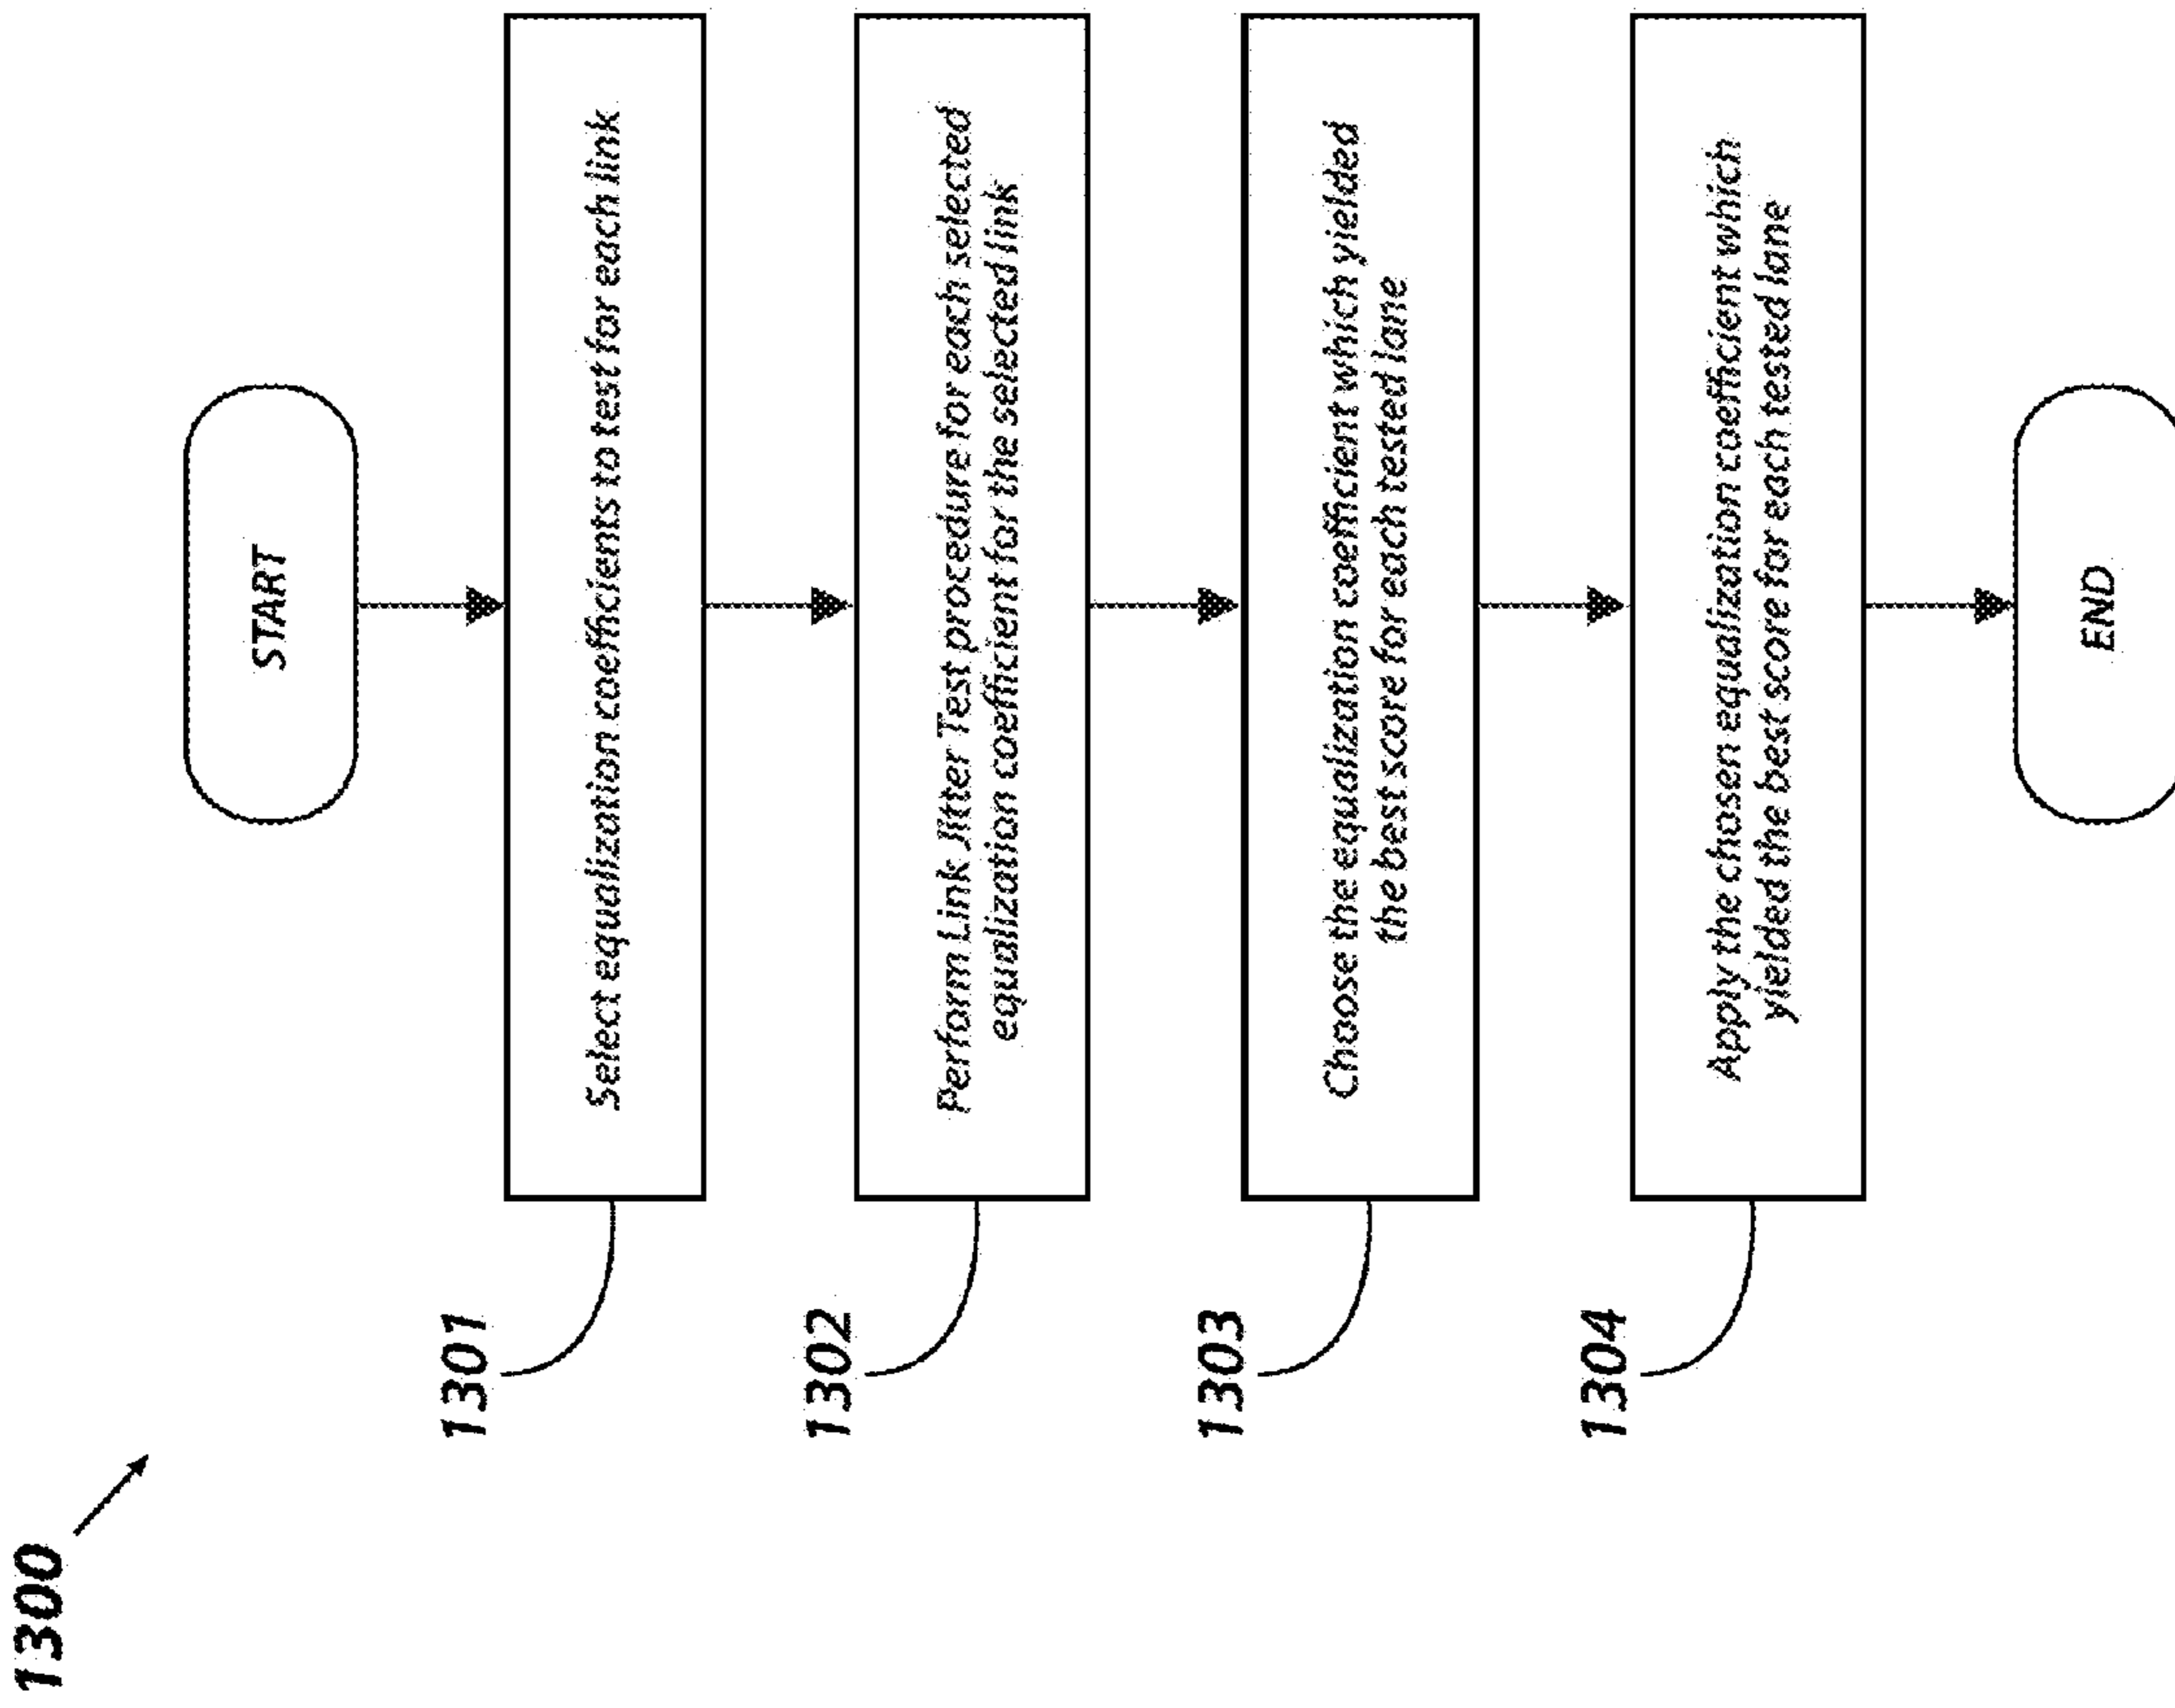 1300
START
1301
Select equalization coefficients to test for each link
1302
Perform Link Jitter Test procedure for each selected
equalization coefficient for the selected link
1303
Choose the equalization coefficient which yielded
the best score for each tested lane
1304
Apply the chosen equalization coefficient which
yielded the best score for each tested lane
END